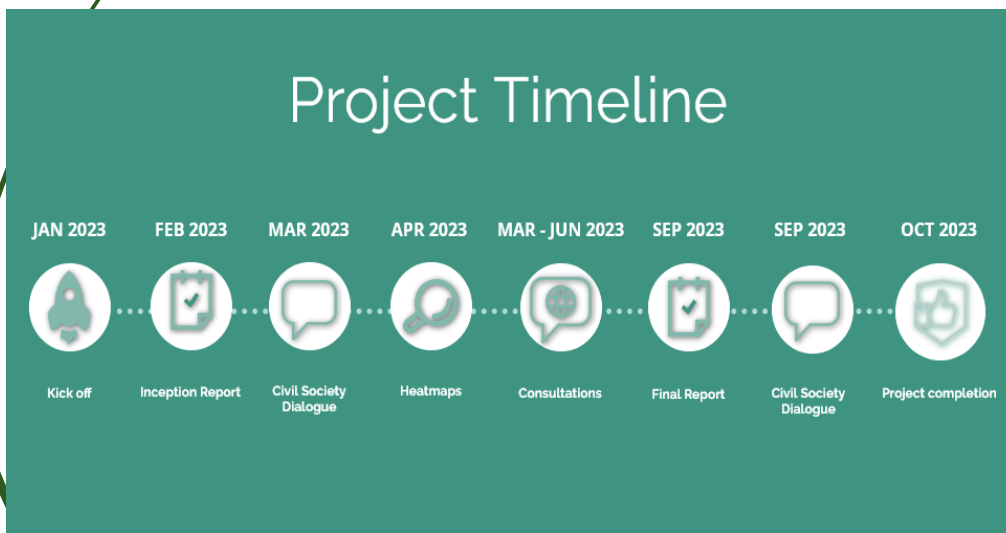 Project Timeline
JAN 2023
FEB 2023
MAR 2023
APR 2023
MAR - JUN 2023
SEP 2023
SEP 2023
OCT 2023
Kick off
Inception Report
Civil Society
Dialogue
Heatmaps
Consultations
Final Report
Civil Society
Dialogue
Project completion